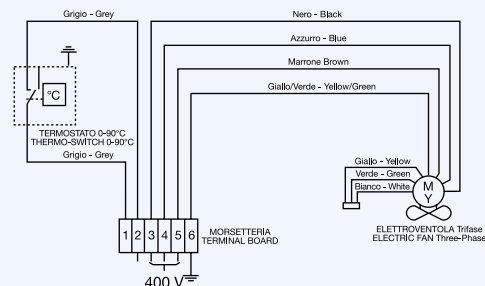 Grigio - Grey
Nero - Black
Azzurro - Blue
Marrone Brown
Giallo/Verde - Yellow/Green
°C
TERMOSTATO 0-90°C
THERMO-SWITCH 0-90°C
Grigio - Grey
Giallo - Yellow
Verde - Green
Bianco - White
M
Y
ELETTROVENTOLA Trifase
ELECTRIC FAN Three-Phase
1 2 3 4 5 6
MORSETTERIA
TERMINAL BOARD
400 V